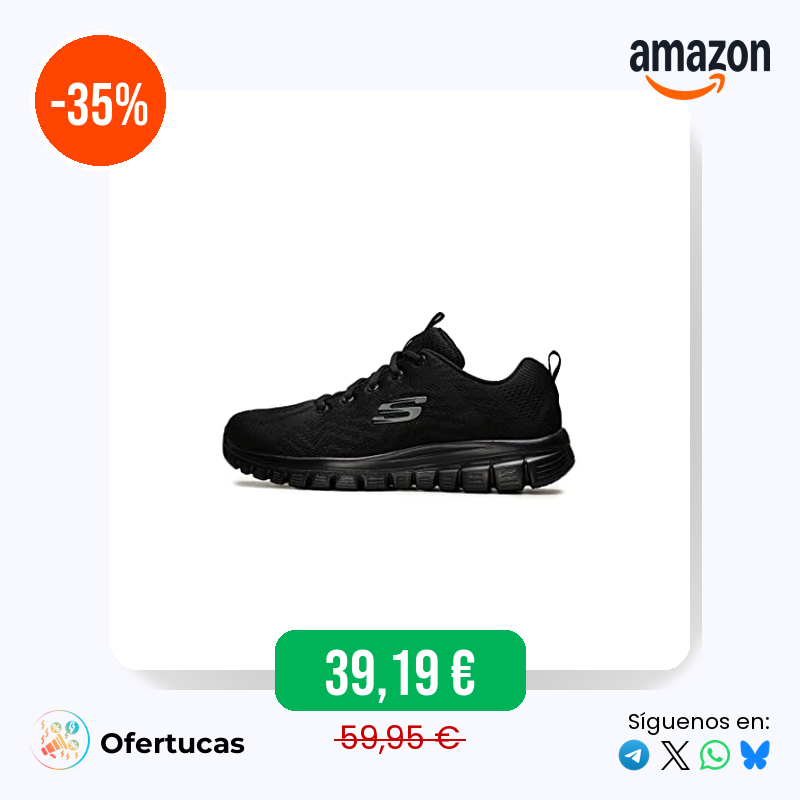 -35%
amazon
39,19 €
59,95 €
Ofertucas
Síguenos en: